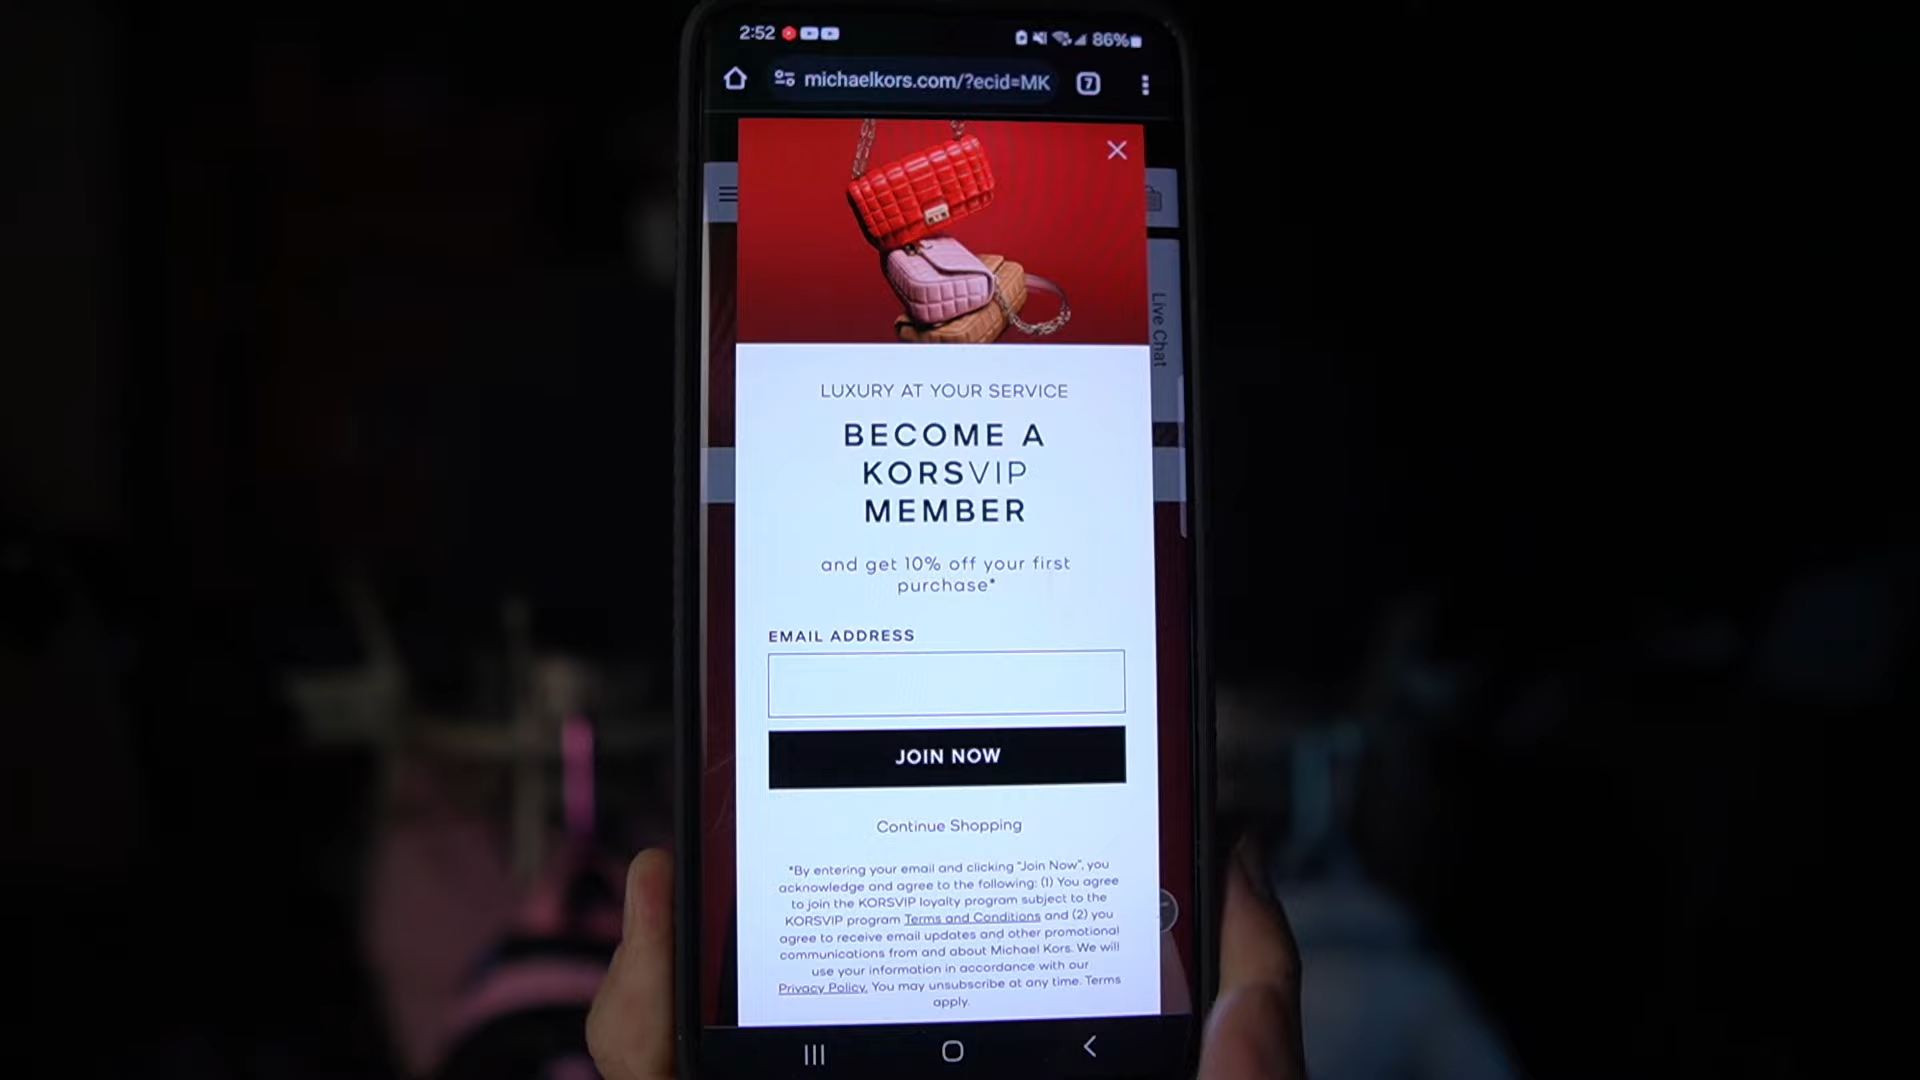 2:52
86%
michaelkors.com/?ecid=MK
7
Live Chat
LUXURY AT YOUR SERVICE
BECOME A
KORSVIP
MEMBER
and get 10% off your first
purchase*
EMAIL ADDRESS
JOIN NOW
Continue Shopping
*By entering your email and clicking "Join Now", you
acknowledge and agree to the following: (1) You agree
to join the KORSVIP loyalty program subject to the
KORSVIP program Terms and Conditions and (2) you
agree to receive email updates and other promotional
communications from and about Michael Kors. We will
use your information in accordance with our
Privacy Policy. You may unsubscribe at any time. Terms
apply.